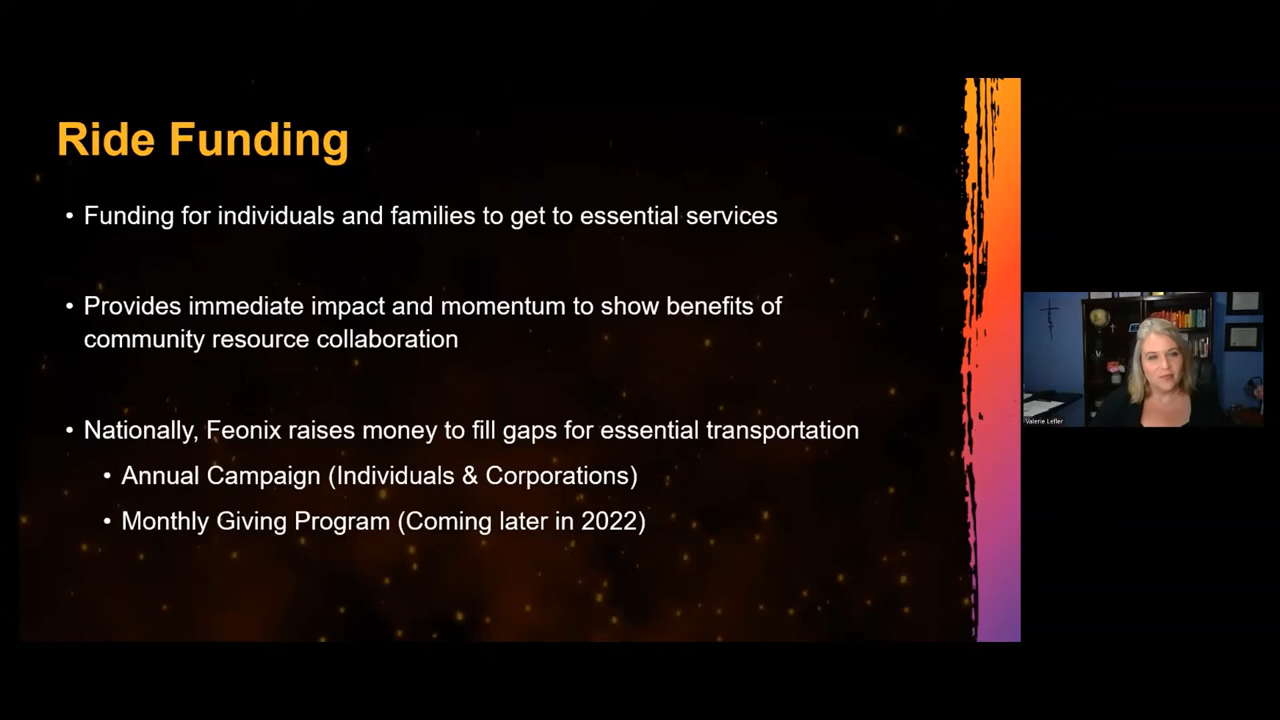 Ride Funding
• Funding for individuals and families to get to essential services
• Provides immediate impact and momentum to show benefits of
community resource collaboration
• Nationally, Feonix raises money to fill gaps for essential transportation
• Annual Campaign (Individuals & Corporations)
• Monthly Giving Program (Coming later in 2022)
Valerie Lefler